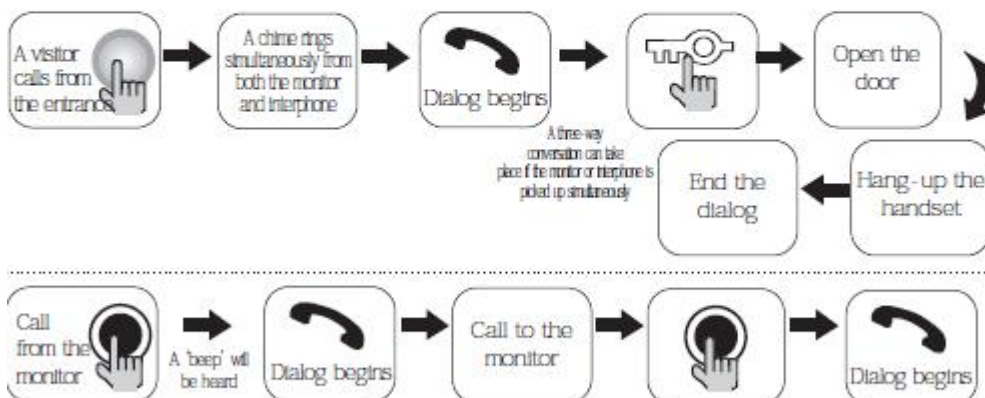 A visitor
calls from
the entrance
A chime rings
simultaneously from
both the monitor
and interphone
Dialog begins
A three-way
conversation can take
place if the monitor or interphone is
picked up simultaneously
Open the
door
Hang-up the
handset
End the
dialog
Call
from the
monitor
A 'beep' will
be heard
Dialog begins
Call to the
monitor
Dialog begins